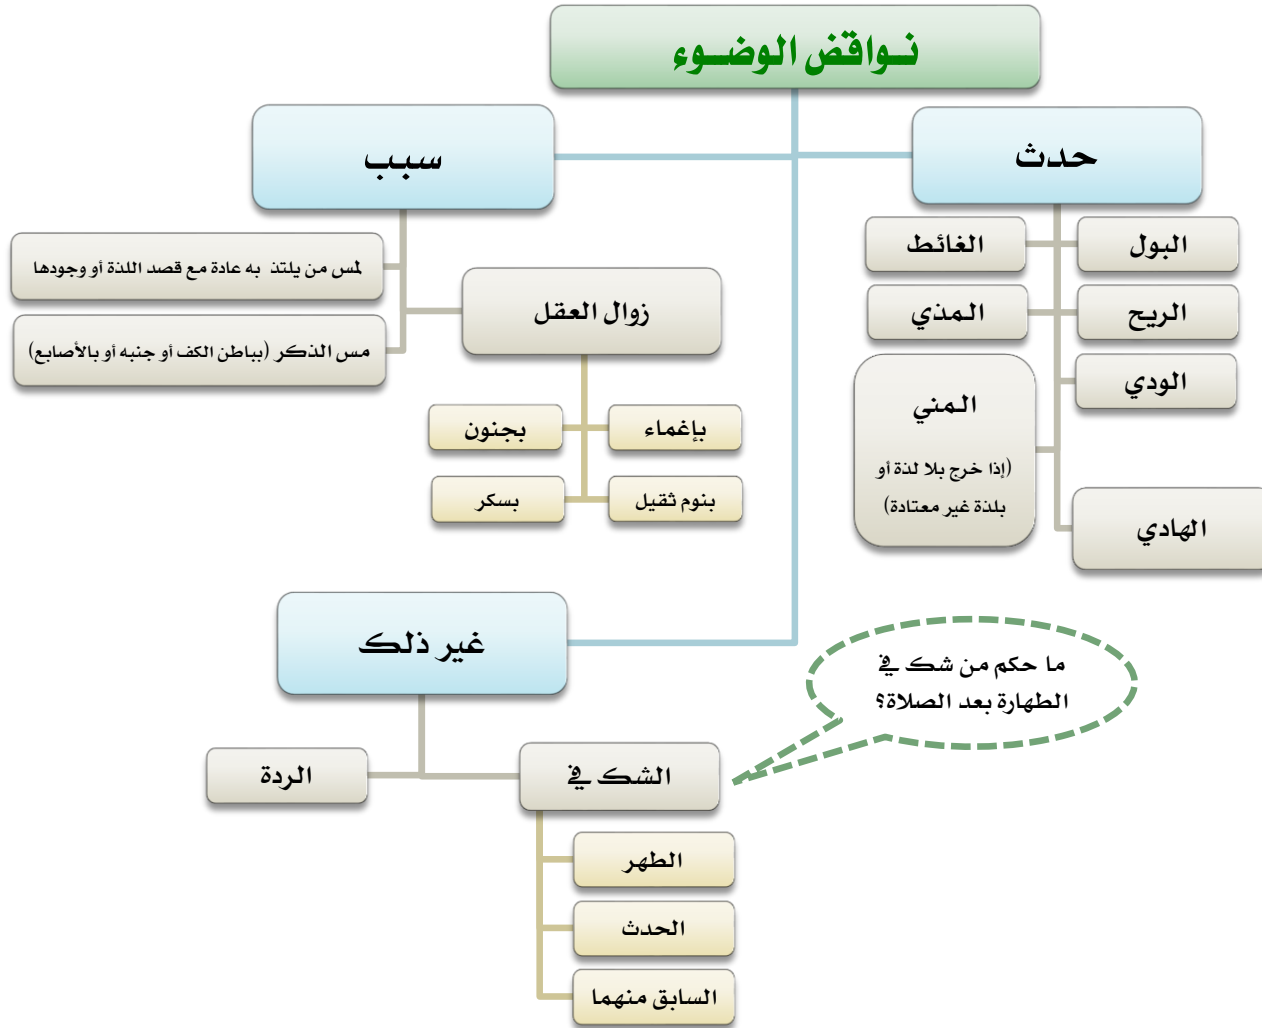 نـواقض الوضـوء
حدث
سبب
البول
الغائط
الريح
المذي
الودي
المني
(إذا خرج بلا لذة أو
بلذة غير معتادة)
الهادي
لمس من يلتذ به عادة مع قصد اللذة أو وجودها
مس الذكر (بباطن الكف أو جنبه أو بالأصابع)
زوال العقل
بإغماء
بجنون
بنوم ثقيل
بسكر
غير ذلك
ما حكم من شك في
الطهارة بعد الصلاة؟
الشك في
الردة
الطهر
الحدث
السابق منهما